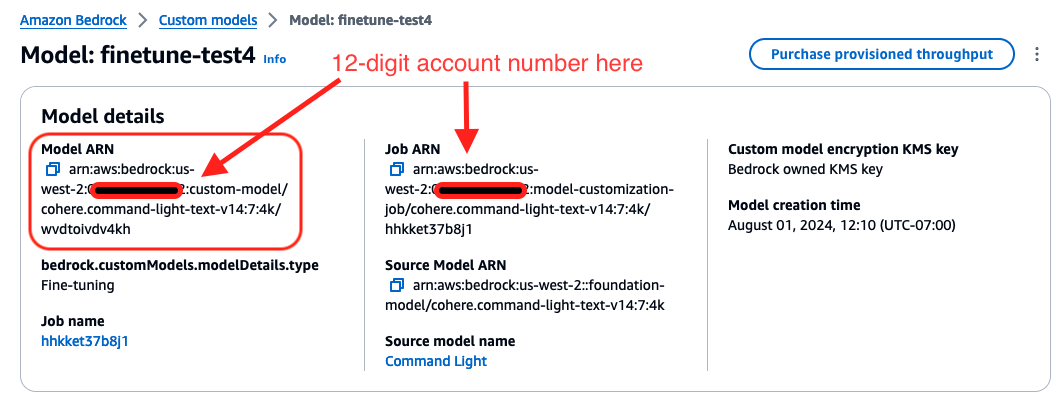 Amazon Bedrock > Custom models > Model: finetune-test4
Model: finetune-test4 Info
12-digit account number here
Purchase provisioned throughput
Model details
Model ARN
arn:aws:bedrock:us-
west-2:0 2:custom-model/
cohere.command-light-text-v14:7:4k/
wvdtoivdv4kh
bedrock.customModels.modelDetails.type
Fine-tuning
Job name
hhkket37b8j1
Job ARN
arn:aws:bedrock:us-
west-2:0 2:model-customization-
job/cohere.command-light-text-v14:7:4k/
hhkket37b8j1
Source Model ARN
arn:aws:bedrock:us-west-2::foundation-
model/cohere.command-light-text-v14:7:4k
Source model name
Command Light
Custom model encryption KMS key
Bedrock owned KMS key
Model creation time
August 01, 2024, 12:10 (UTC-07:00)